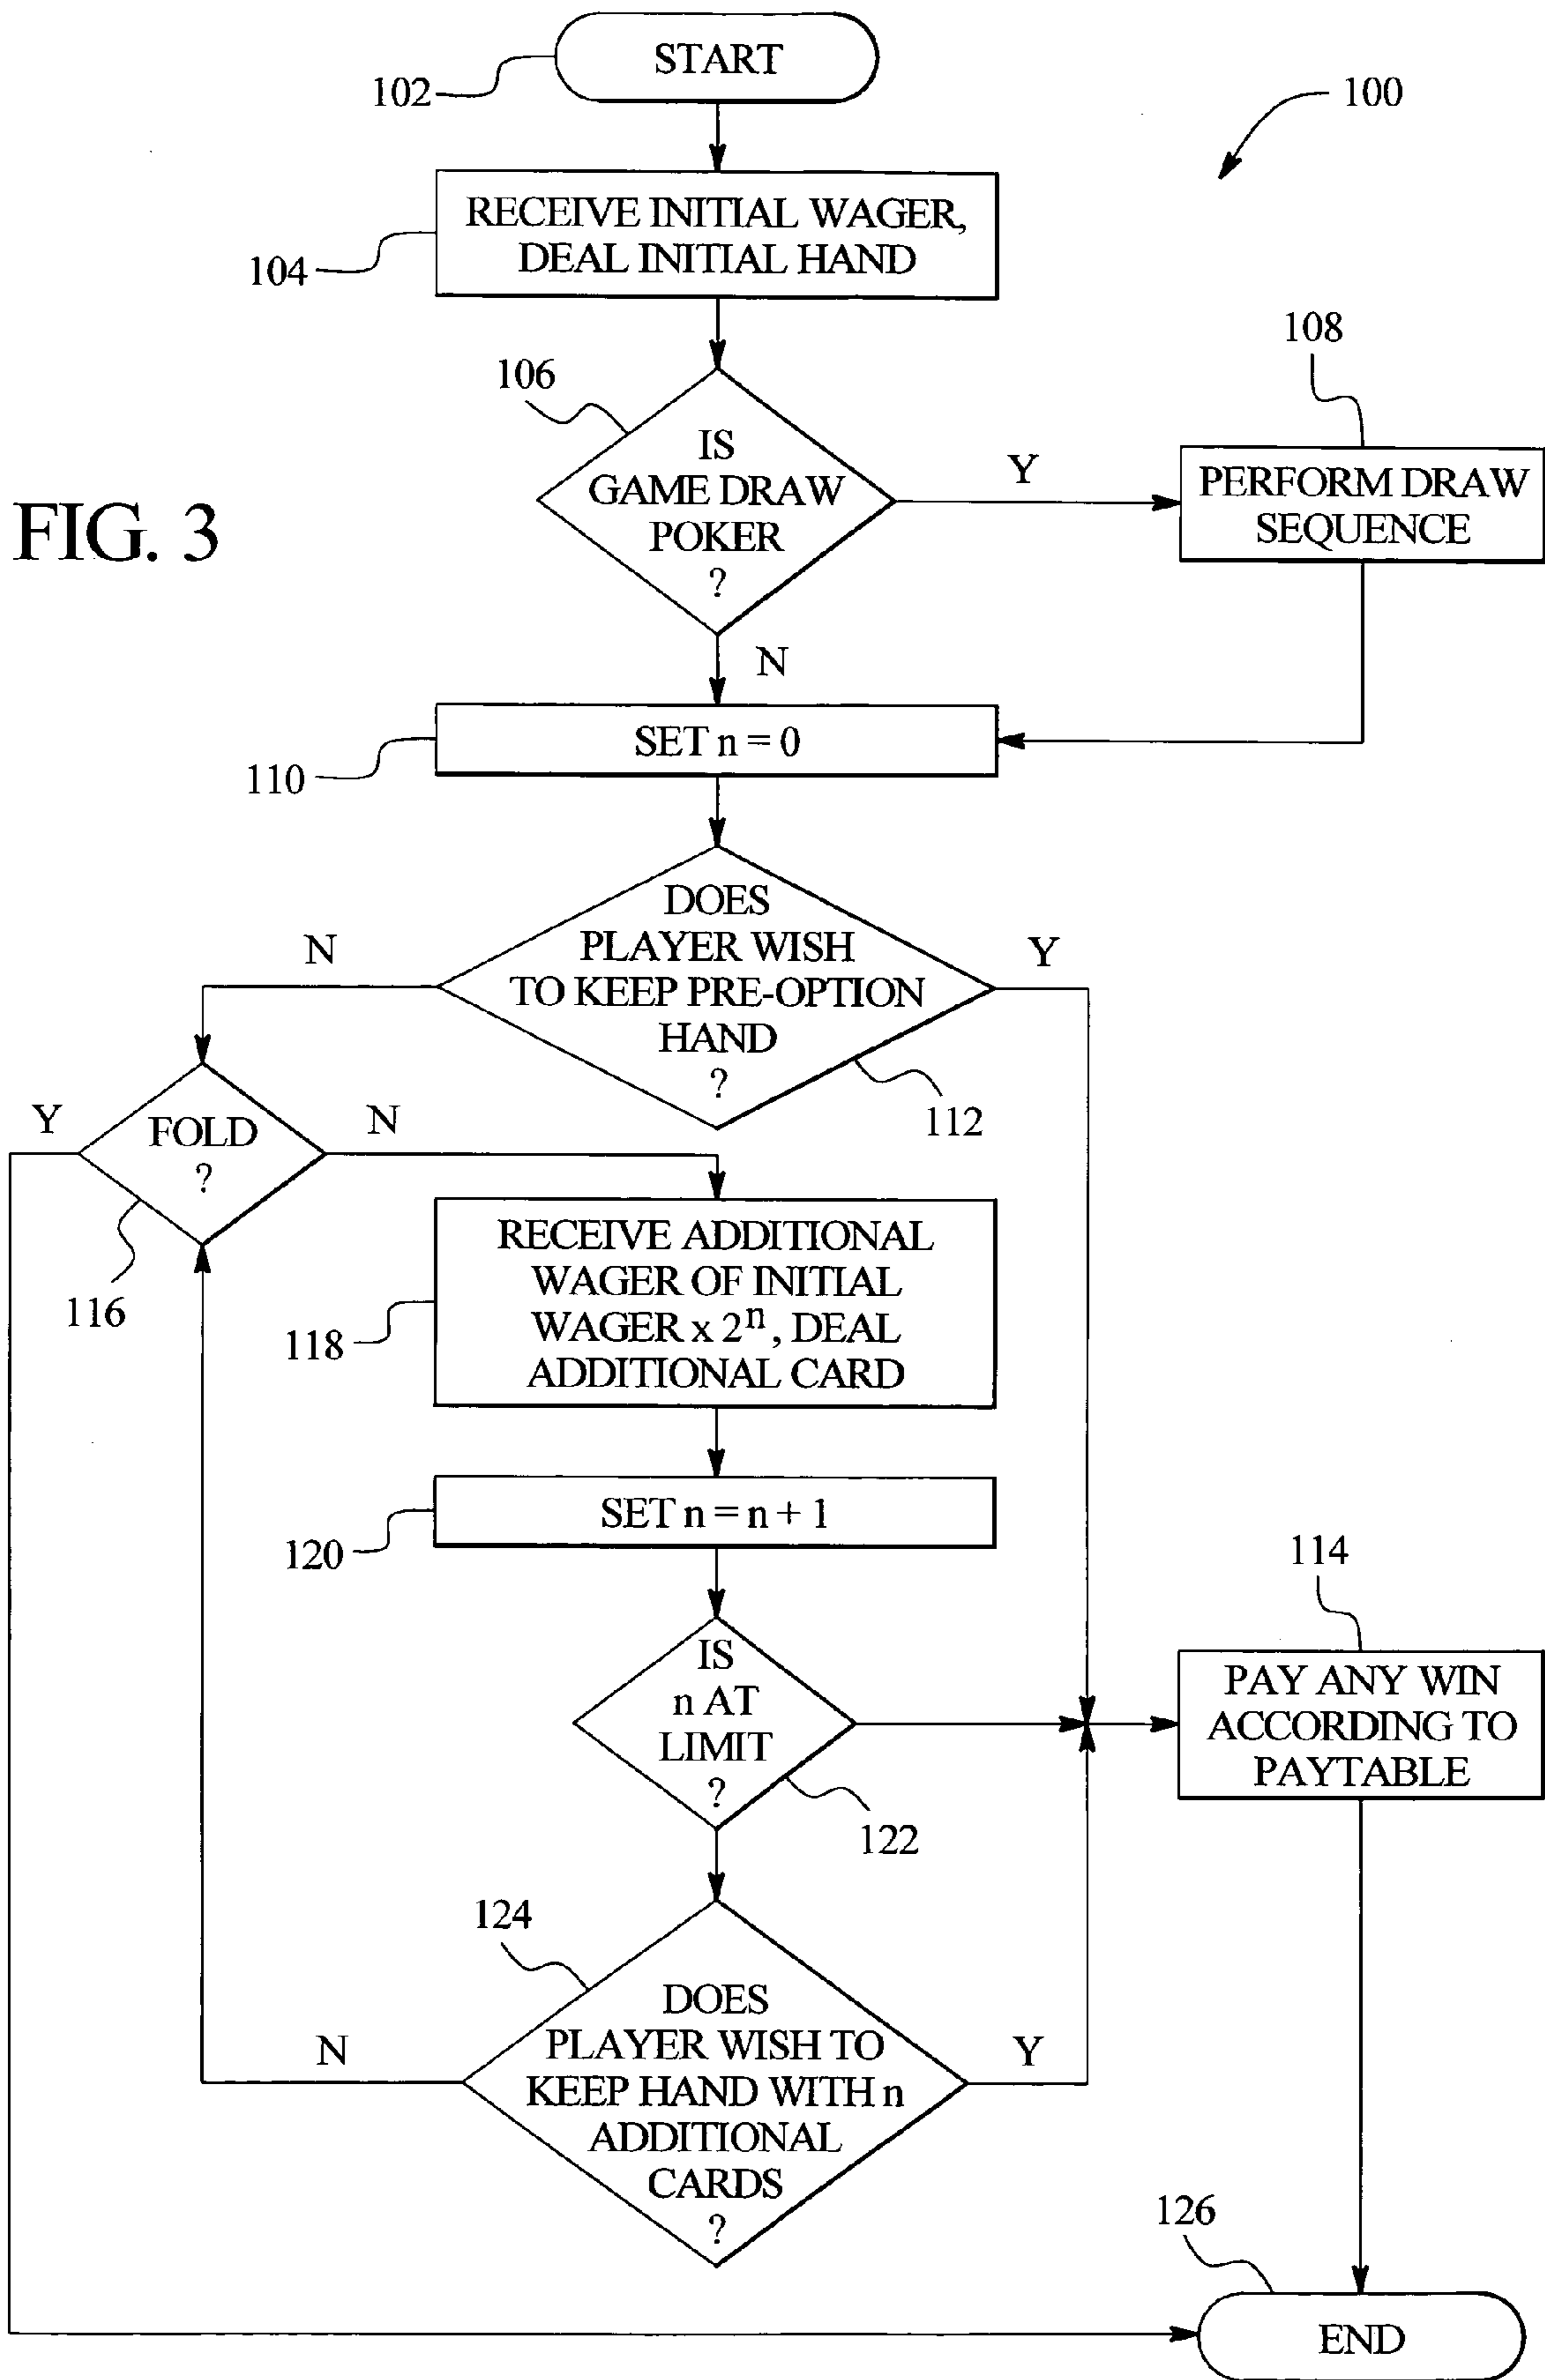 START
102
100
RECEIVE INITIAL WAGER,
DEAL INITIAL HAND
104
108
106
IS
GAME DRAW
POKER
?
Y
PERFORM DRAW
SEQUENCE
FIG. 3
N
SET n = 0
110
DOES
PLAYER WISH
TO KEEP PRE-OPTION
HAND
?
N
Y
112
Y
FOLD
?
N
116
RECEIVE ADDITIONAL
WAGER OF INITIAL
WAGER x 2ⁿ, DEAL
ADDITIONAL CARD
118
SET n = n + 1
120
114
IS
n AT
LIMIT
?
122
PAY ANY WIN
ACCORDING TO
PAYTABLE
124
DOES
PLAYER WISH TO
KEEP HAND WITH n
ADDITIONAL
CARDS
?
N
Y
126
END